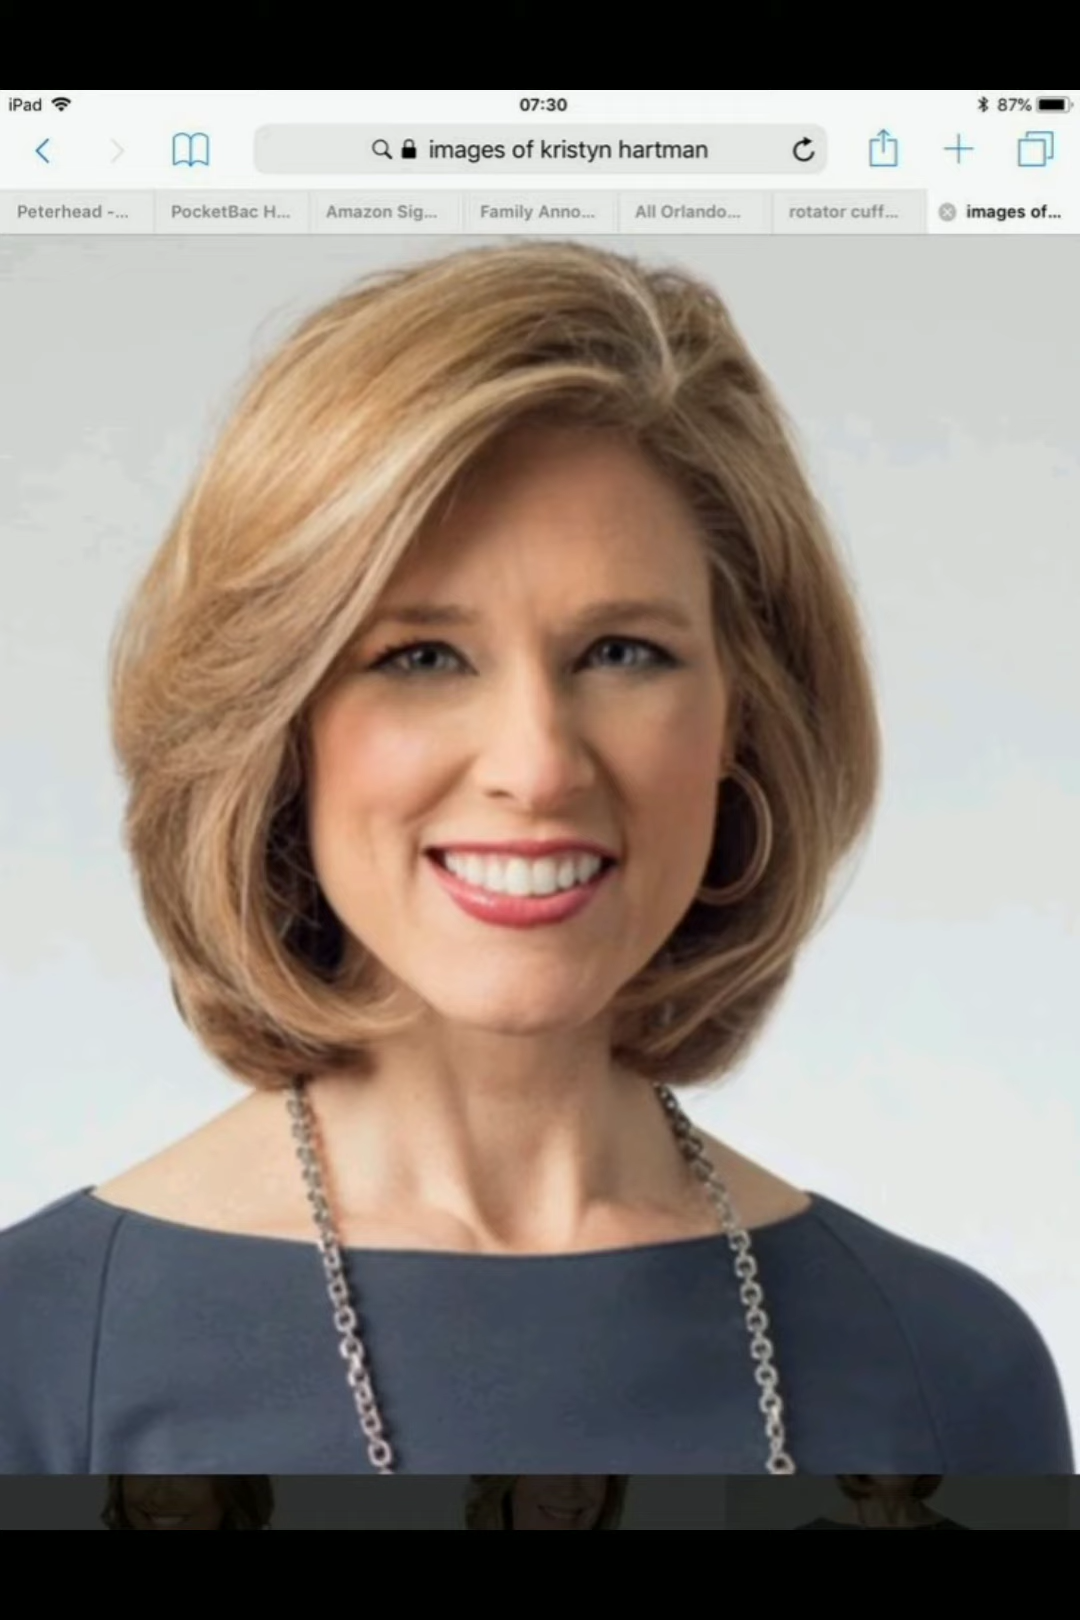 iPad 07:30 87%
images of kristyn hartman
Peterhead -... PocketBac H... Amazon Sig... Family Anno... All Orlando... rotator cuff... images of...